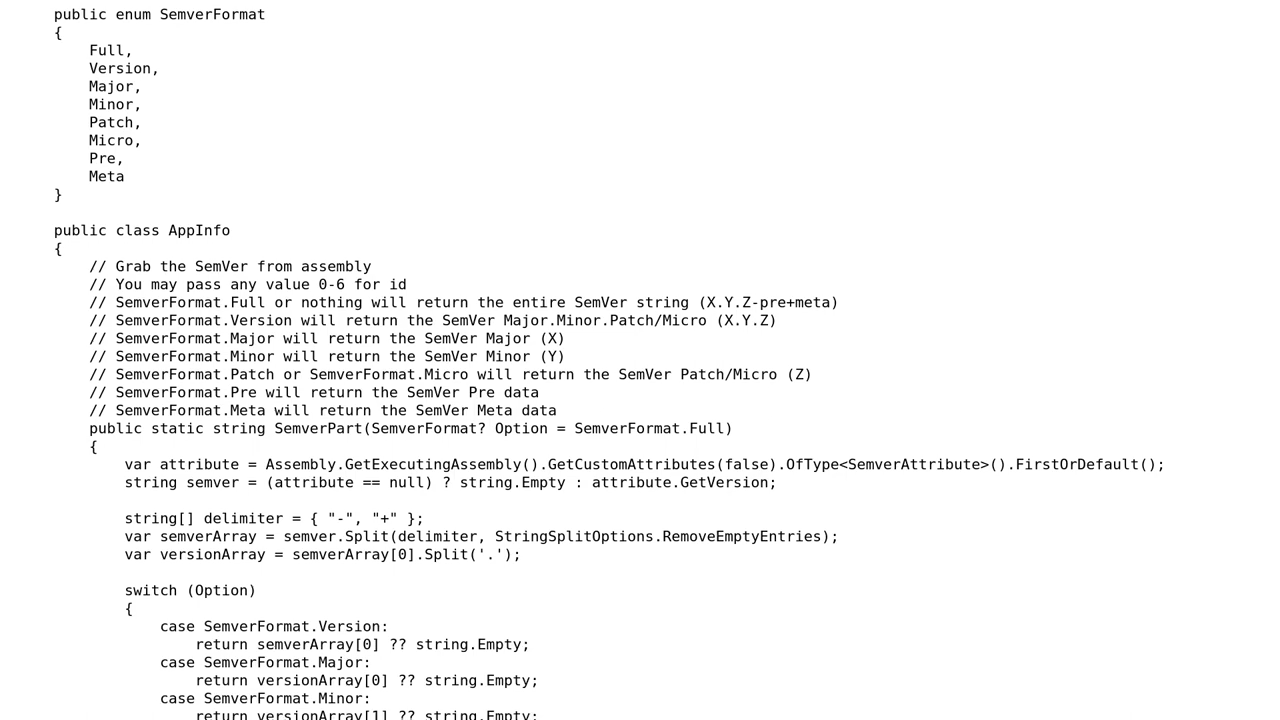 public enum SemverFormat
{
    Full,
    Version,
    Major,
    Minor,
    Patch,
    Micro,
    Pre,
    Meta
}

public class AppInfo
{
    // Grab the SemVer from assembly
    // You may pass any value 0-6 for id
    // SemverFormat.Full or nothing will return the entire SemVer string (X.Y.Z-pre+meta)
    // SemverFormat.Version will return the SemVer Major.Minor.Patch/Micro (X.Y.Z)
    // SemverFormat.Major will return the SemVer Major (X)
    // SemverFormat.Minor will return the SemVer Minor (Y)
    // SemverFormat.Patch or SemverFormat.Micro will return the SemVer Patch/Micro (Z)
    // SemverFormat.Pre will return the SemVer Pre data
    // SemverFormat.Meta will return the SemVer Meta data
    public static string SemverPart(SemverFormat? Option = SemverFormat.Full)
    {
        var attribute = Assembly.GetExecutingAssembly().GetCustomAttributes(false).OfType<SemverAttribute>().FirstOrDefault();
        string semver = (attribute == null) ? string.Empty : attribute.GetVersion;

        string[] delimiter = { "-", "+" };
        var semverArray = semver.Split(delimiter, StringSplitOptions.RemoveEmptyEntries);
        var versionArray = semverArray[0].Split('.');

        switch (Option)
        {
            case SemverFormat.Version:
                return semverArray[0] ?? string.Empty;
            case SemverFormat.Major:
                return versionArray[0] ?? string.Empty;
            case SemverFormat.Minor:
                return versionArray[1] ?? string.Empty;